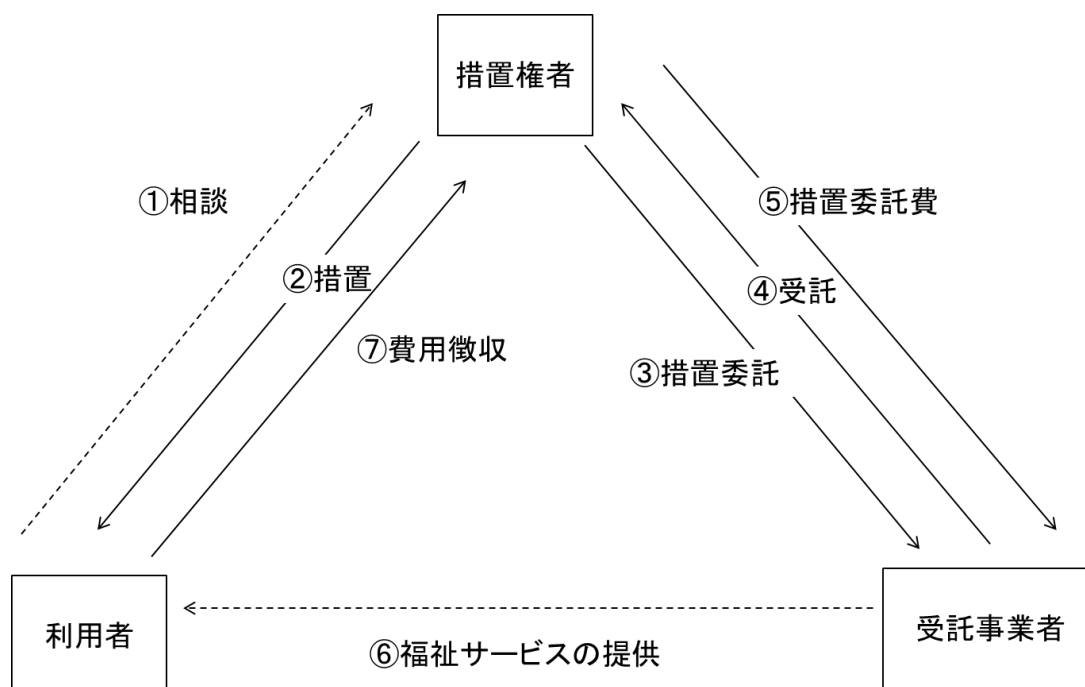 措置権者
①相談
⑤措置委託費
②措置
④受託
⑦費用徴収
③措置委託
利用者
受託事業者
⑥福祉サービスの提供